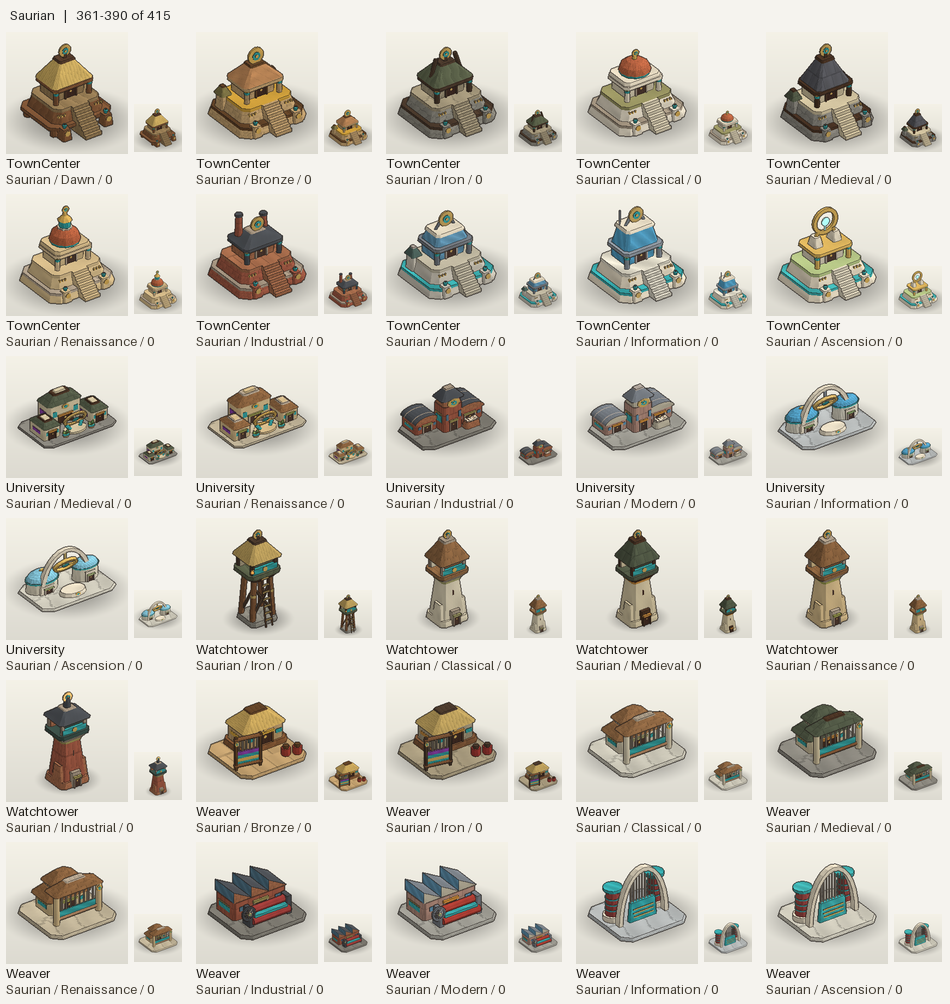 Saurian | 361-390 of 415
TownCenter
Saurian / Dawn / 0
TownCenter
Saurian / Bronze / 0
TownCenter
Saurian / Iron / 0
TownCenter
Saurian / Classical / 0
TownCenter
Saurian / Medieval / 0
TownCenter
Saurian / Renaissance / 0
TownCenter
Saurian / Industrial / 0
TownCenter
Saurian / Modern / 0
TownCenter
Saurian / Information / 0
TownCenter
Saurian / Ascension / 0
University
Saurian / Medieval / 0
University
Saurian / Renaissance / 0
University
Saurian / Industrial / 0
University
Saurian / Modern / 0
University
Saurian / Information / 0
University
Saurian / Ascension / 0
Watchtower
Saurian / Iron / 0
Watchtower
Saurian / Classical / 0
Watchtower
Saurian / Medieval / 0
Watchtower
Saurian / Renaissance / 0
Watchtower
Saurian / Industrial / 0
Weaver
Saurian / Bronze / 0
Weaver
Saurian / Iron / 0
Weaver
Saurian / Classical / 0
Weaver
Saurian / Medieval / 0
Weaver
Saurian / Renaissance / 0
Weaver
Saurian / Industrial / 0
Weaver
Saurian / Modern / 0
Weaver
Saurian / Information / 0
Weaver
Saurian / Ascension / 0